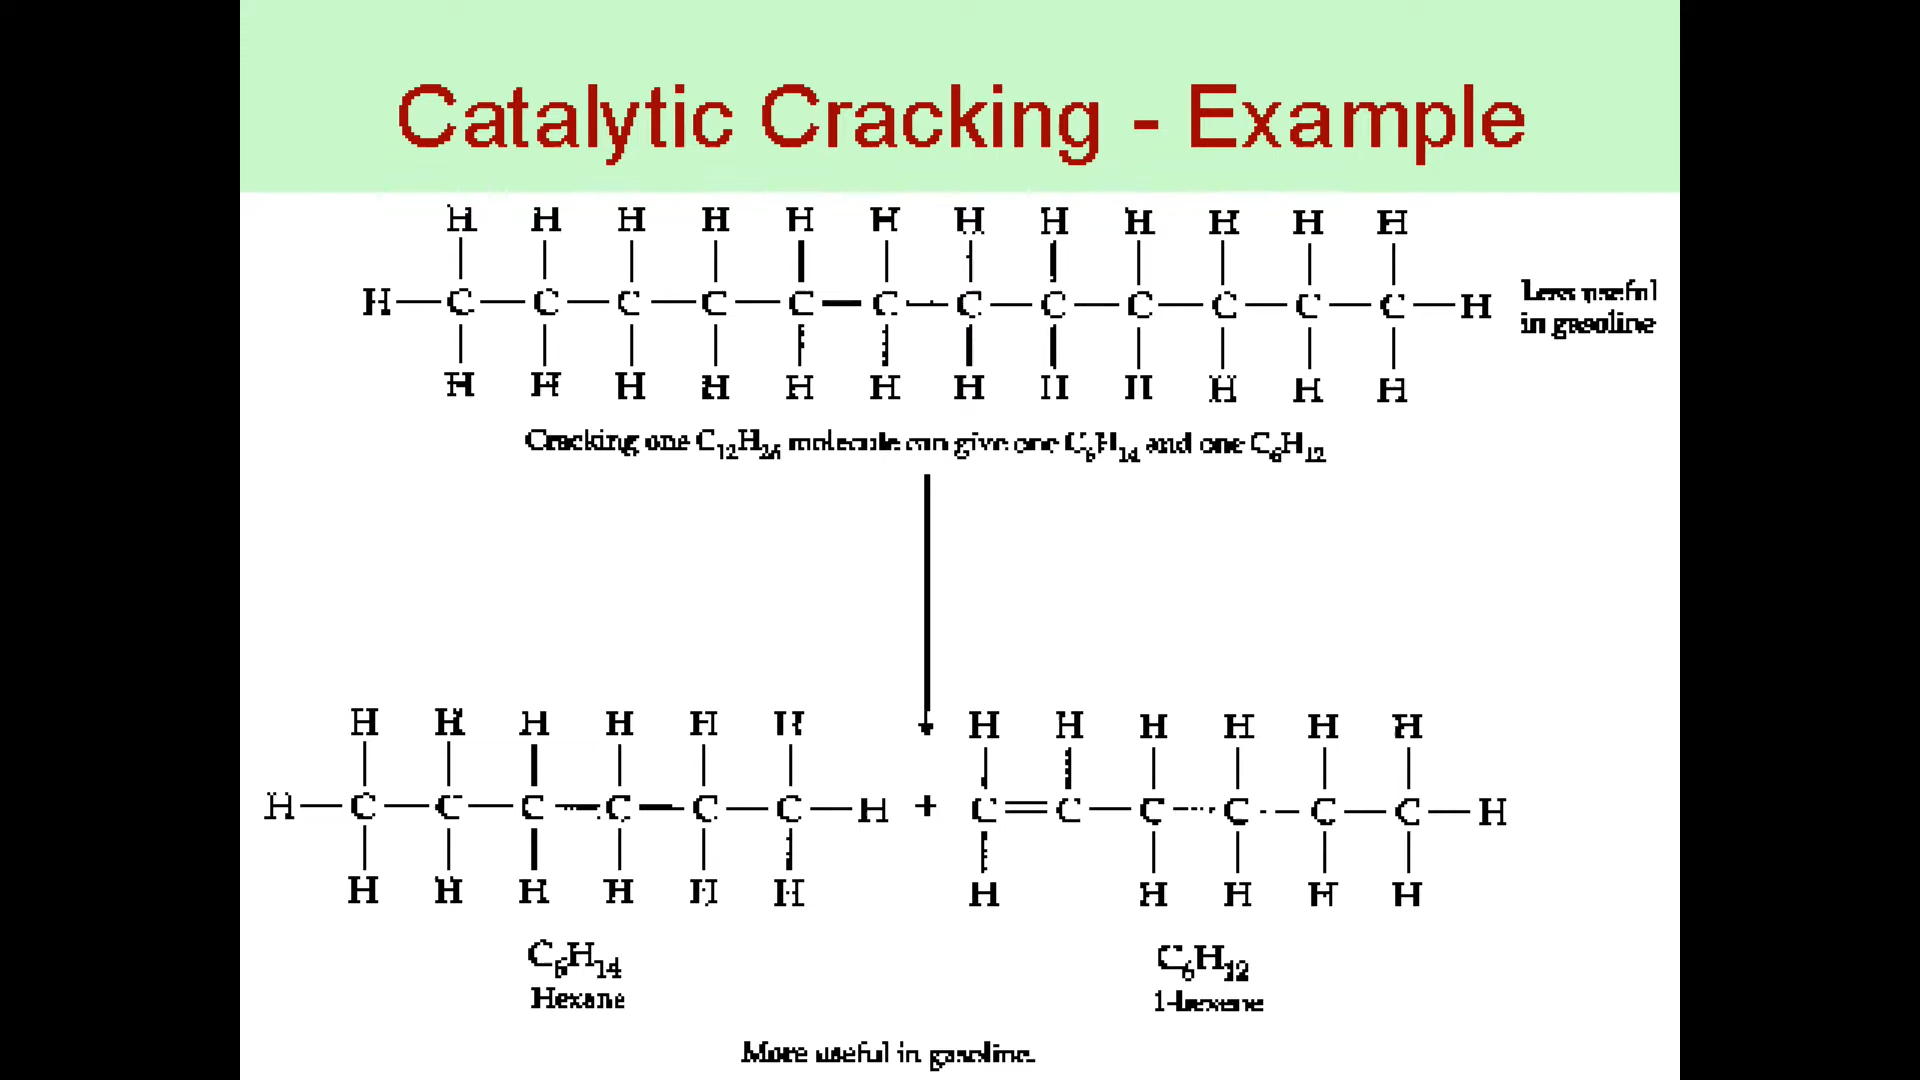 Catalytic Cracking - Example
H H H H H H H H H H H H
H—C—C—C—C—C—C—C—C—C—C—C—C—H
H H H H H H H H H H H H
Less useful
in gasoline
Cracking one C₁₂H₂₆ molecule can give one C₆H₁₄ and one C₆H₁₂
H H H H H H H H H H H H
H—C—C—C—C—C—C—H + C=C—C—C—C—C—H
H H H H H H H H H H H
C₆H₁₄ C₆H₁₂
Hexane 1-hexene
More useful in gasoline.